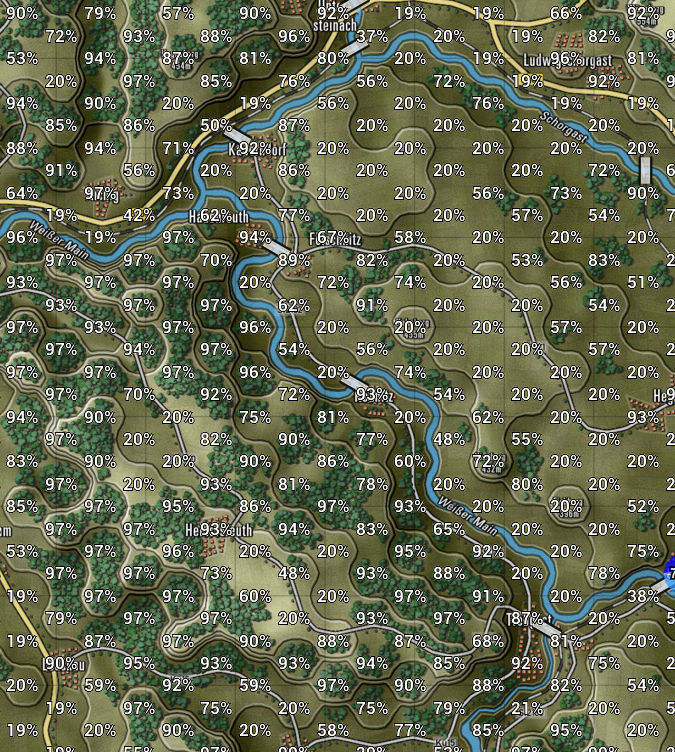 90% 79% 57% 90% 92% 19% 19% 66% 92%
steinach
72% 93% 88% 96% 37% 20% 19% 82%
53% 94% 87% 81% 80% 20% 19% 96% 81%
20% 97% 85% 76% 56% 72% 19% 92%
94% 90% 20% 19% 56% 20% 76% 19% 19%
Schorgast
85% 86% 50% 87% 20% 20% 20% 20%
88% 94% 71% 92% 20% 20% 20% 20% 20%
91% 56% 20% 86% 20% 20% 20% 72%
64% 97% 73% 20% 20% 20% 56% 73% 90%
19% 42% 62% 77% 20% 20% 57% 54%
Weißer Main
96% 19% 97% 94% 67% 58% 20% 20% 20%
97% 97% 70% 89% 82% 20% 53% 83%
93% 97% 97% 20% 72% 74% 20% 56% 51%
93% 97% 97% 62% 91% 20% 20% 54%
97% 93% 97% 96% 20% 20% 20% 57% 20%
97% 94% 97% 54% 56% 20% 20% 57%
97% 97% 97% 96% 20% 74% 20% 20% 20%
97% 70% 92% 72% 93% 54% 20% 20%
94% 90% 20% 75% 81% 20% 62% 20% 93%
97% 20% 82% 90% 77% 48% 55% 20%
83% 90% 20% 90% 86% 60% 72% 20% 20%
97% 20% 93% 81% 78% 20% 80% 20%
85% 97% 95% 86% 97% 93% 20% 20% 52%
Weißer Main
97% 97% 93% 94% 83% 65% 20% 20%
53% 97% 96% 20% 20% 95% 92% 20% 75%
97% 97% 73% 48% 93% 88% 20% 78%
19% 97% 97% 60% 20% 97% 91% 20% 38%
79% 97% 97% 20% 93% 97% 87% 20%
19% 97% 97% 20% 88% 87% 68% 81% 20%
90% 95% 93% 93% 94% 85% 92% 75%
20% 59% 92% 59% 97% 90% 88% 82% 54%
19% 97% 20% 75% 75% 79% 21% 20%
19% 20% 90% 20% 58% 77% 85% 95% 20%